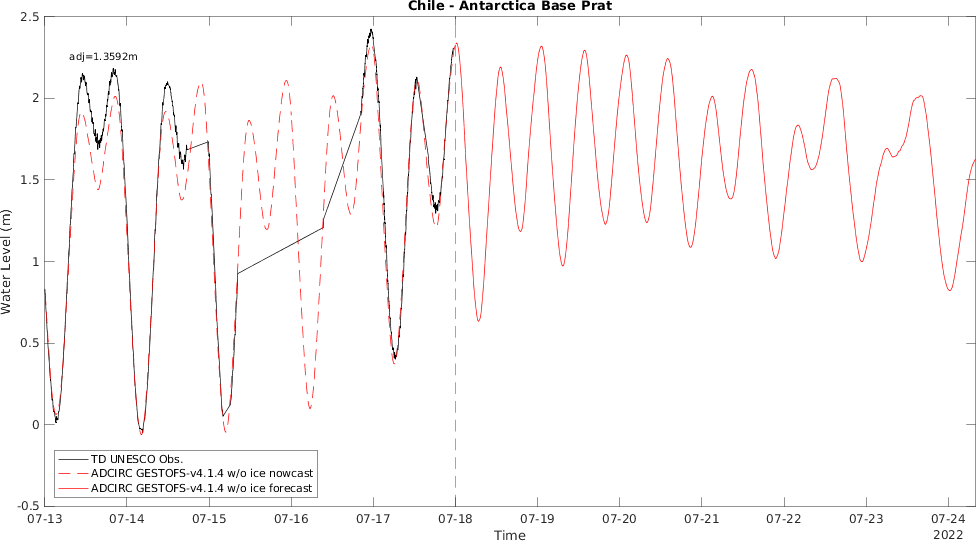 Chile - Antarctica Base Prat
adj=1.3592m
Water Level (m)
2.5
2
1.5
1
0.5
0
-0.5
TD UNESCO Obs.
ADCIRC GESTOFS-v4.1.4 w/o ice nowcast
ADCIRC GESTOFS-v4.1.4 w/o ice forecast
07-13 07-14 07-15 07-16 07-17 07-18 07-19 07-20 07-21 07-22 07-23 07-24
Time
2022